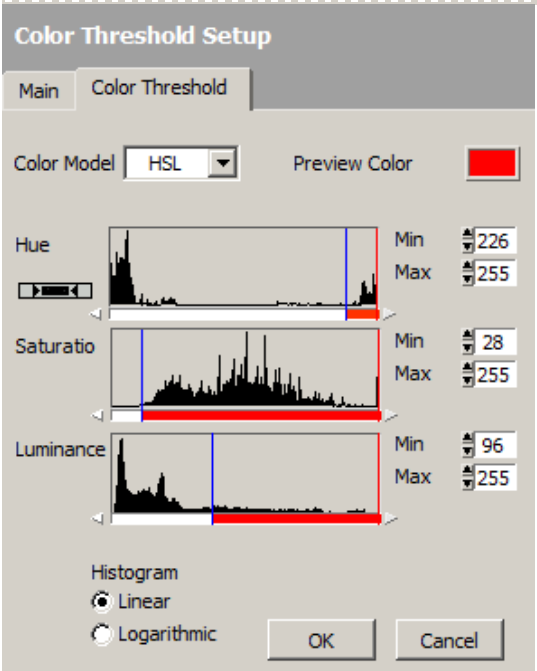 Color Threshold Setup
Main Color Threshold
Color Model HSL Preview Color
Hue Min 226
Max 255
Saturatio Min 28
Max 255
Luminance Min 96
Max 255
Histogram
Linear
Logarithmic OK Cancel